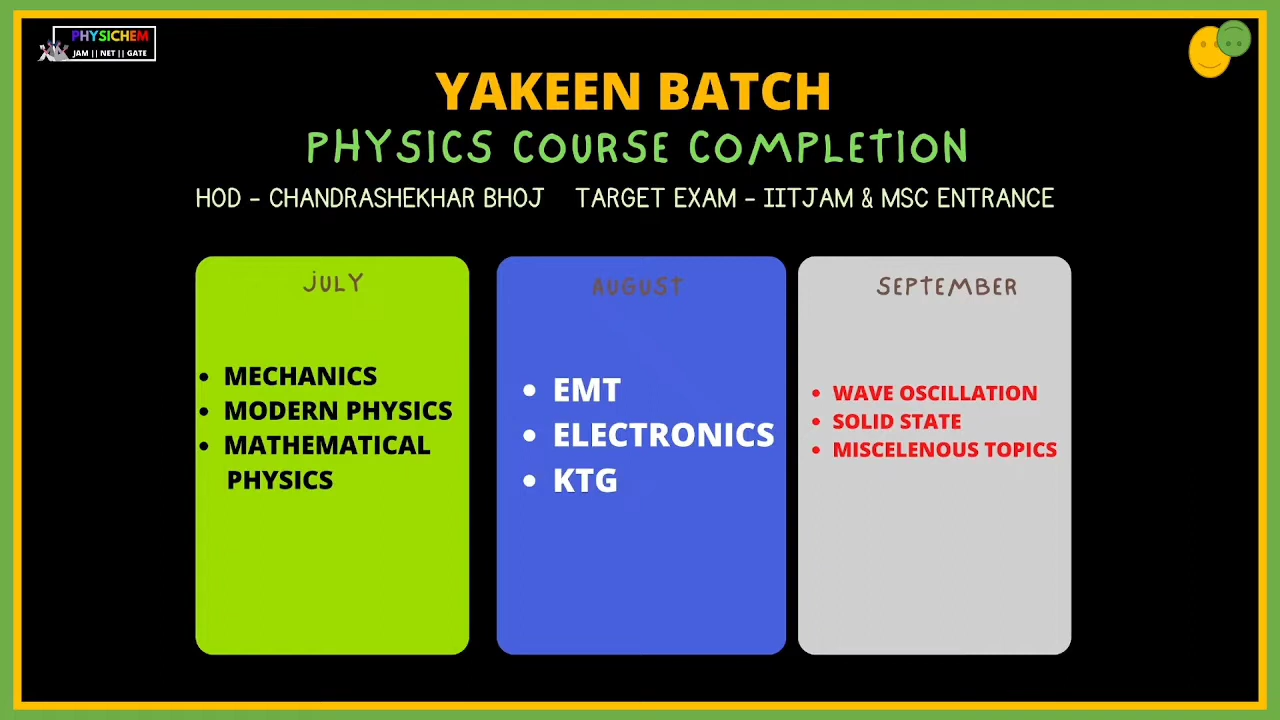 PHYSICHEM
JAM || NET || GATE
YAKEEN BATCH
PHYSICS COURSE COMPLETION
HOD - CHANDRASHEKHAR BHOJ TARGET EXAM - IITJAM & MSC ENTRANCE
JULY
• MECHANICS
• MODERN PHYSICS
• MATHEMATICAL
PHYSICS
AUGUST
• EMT
• ELECTRONICS
• KTG
SEPTEMBER
• WAVE OSCILLATION
• SOLID STATE
• MISCELENOUS TOPICS